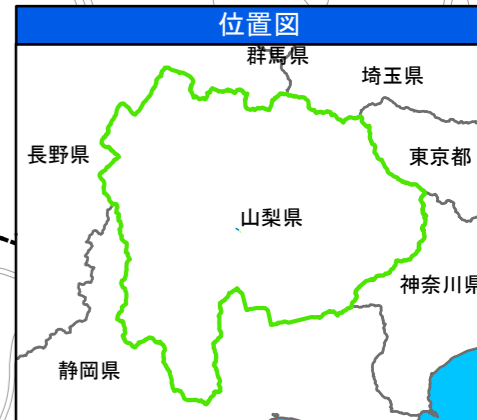 位置図
群馬県
埼玉県
長野県
東京都
山梨県
神奈川県
静岡県